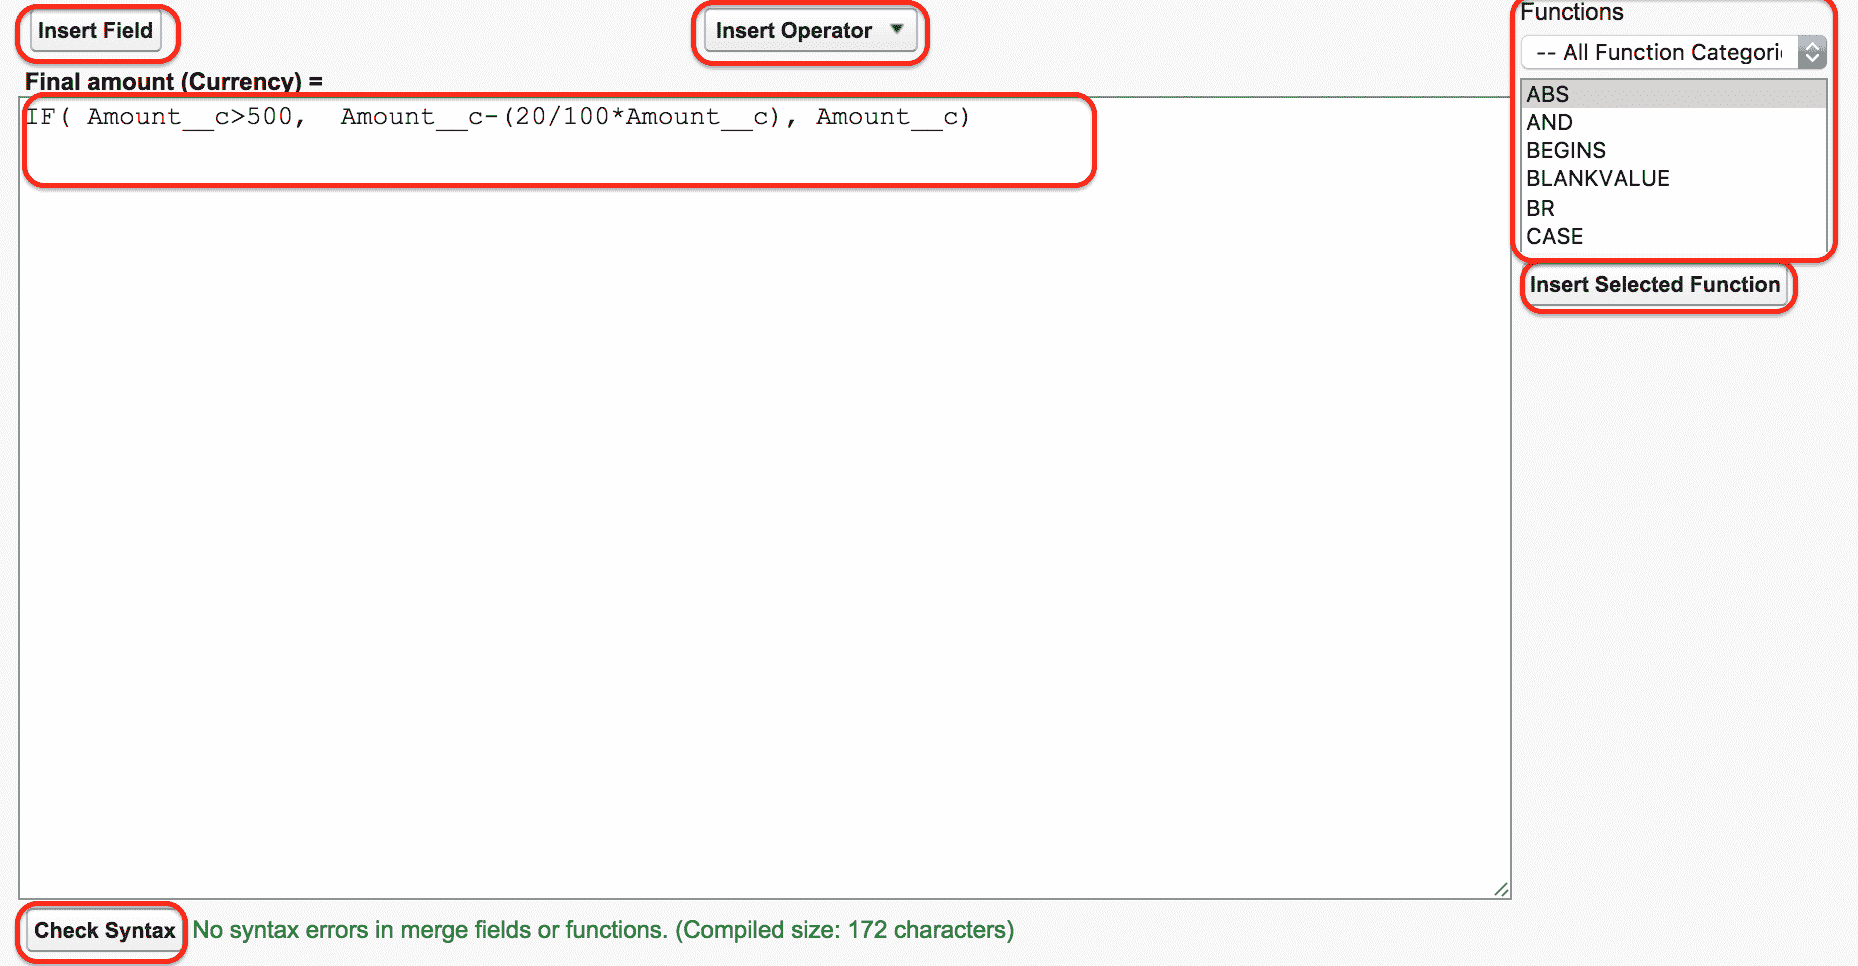 Insert Field
Insert Operator
Functions
-- All Function Categori
Final amount (Currency) =
IF( Amount__c>500,  Amount__c-(20/100*Amount__c), Amount__c)
ABS
AND
BEGINS
BLANKVALUE
BR
CASE
Insert Selected Function
Check Syntax
No syntax errors in merge fields or functions. (Compiled size: 172 characters)